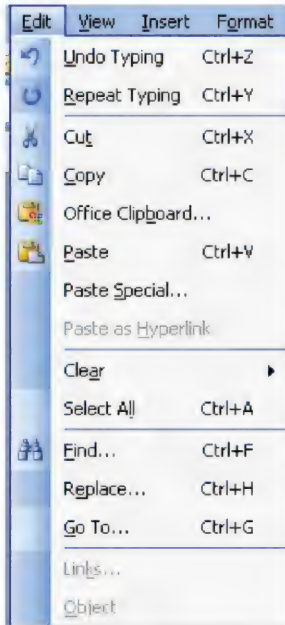 Edit View Insert Format
Undo Typing Ctrl+Z
Repeat Typing Ctrl+Y
Cut Ctrl+X
Copy Ctrl+C
Office Clipboard...
Paste Ctrl+V
Paste Special...
Paste as Hyperlink
Clear
Select All Ctrl+A
Find... Ctrl+F
Replace... Ctrl+H
Go To... Ctrl+G
Links...
Object